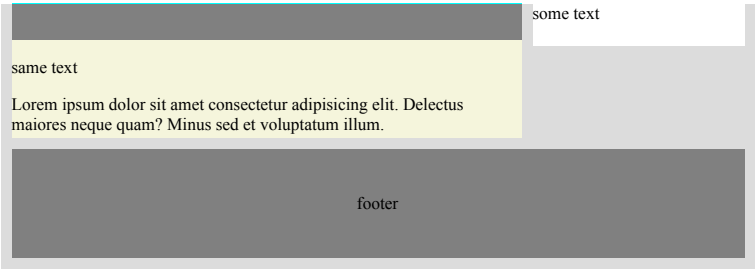 some text
same text
Lorem ipsum dolor sit amet consectetur adipisicing elit. Delectus
maiores neque quam? Minus sed et voluptatum illum.
footer